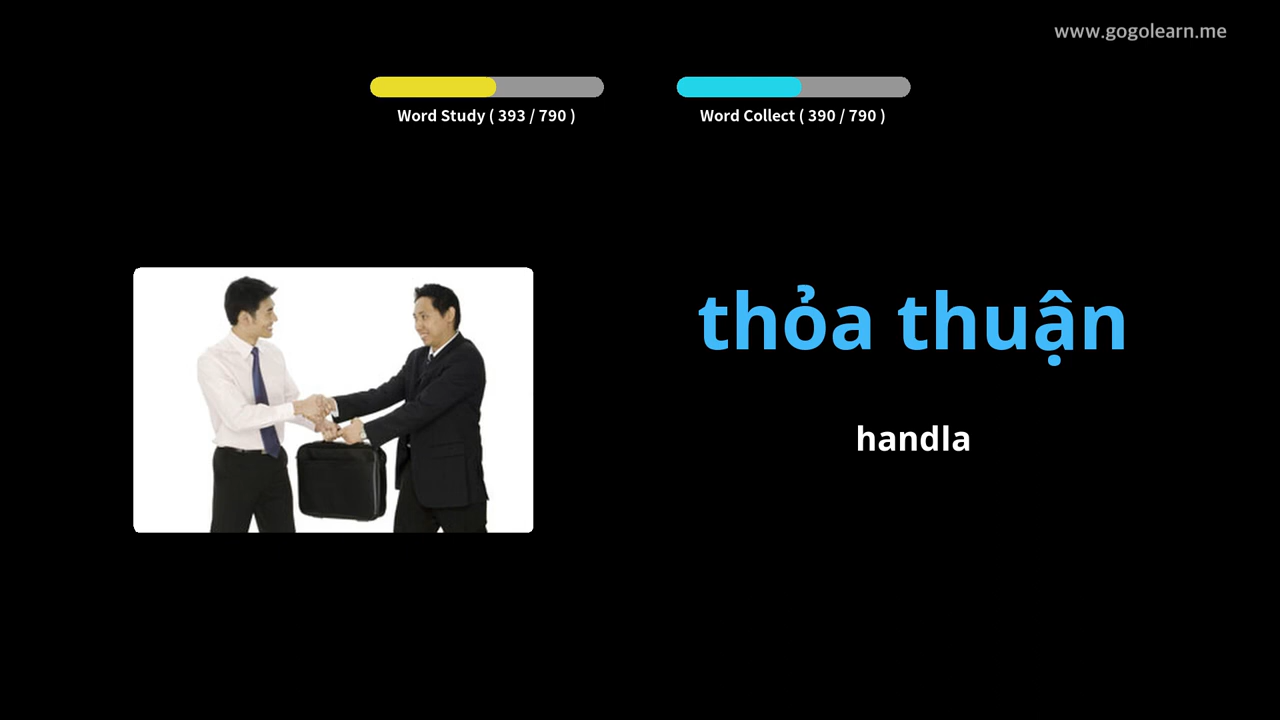 www.gogolearn.me
Word Study ( 393 / 790 )
Word Collect ( 390 / 790 )
thỏa thuận
handla